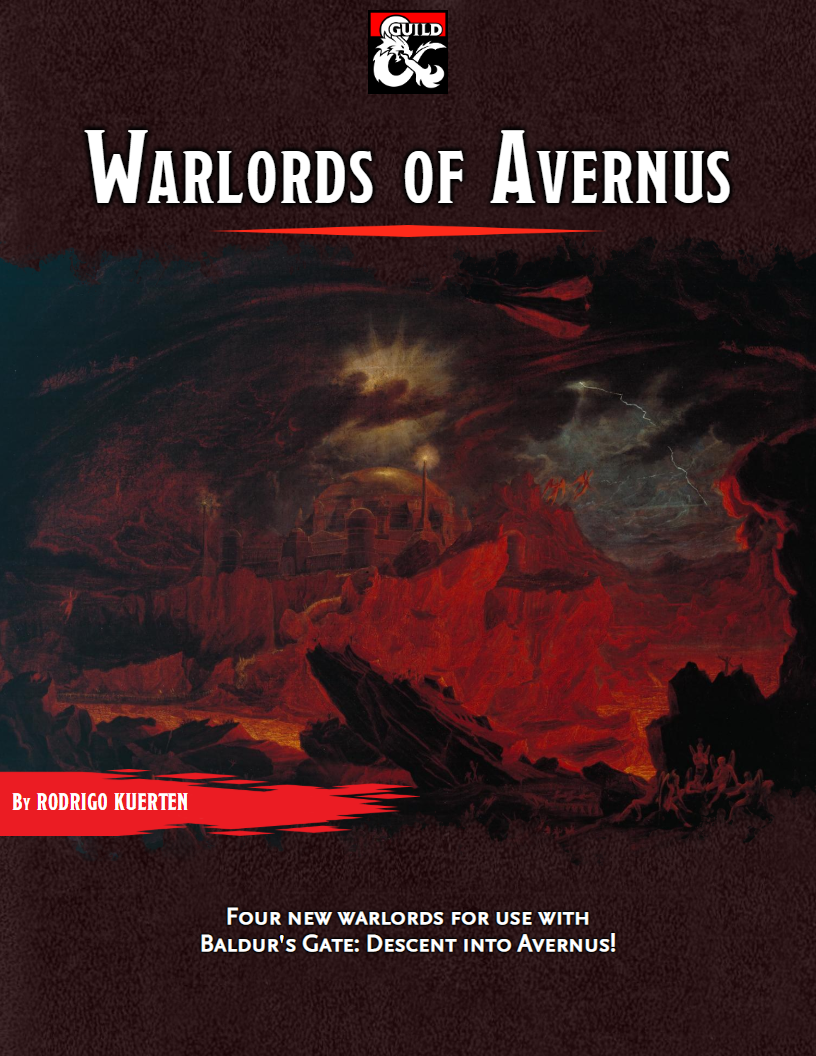 GUILD
WARLORDS OF AVERNUS
BY RODRIGO KUERTEN
FOUR NEW WARLORDS FOR USE WITH
BALDUR'S GATE: DESCENT INTO AVERNUS!